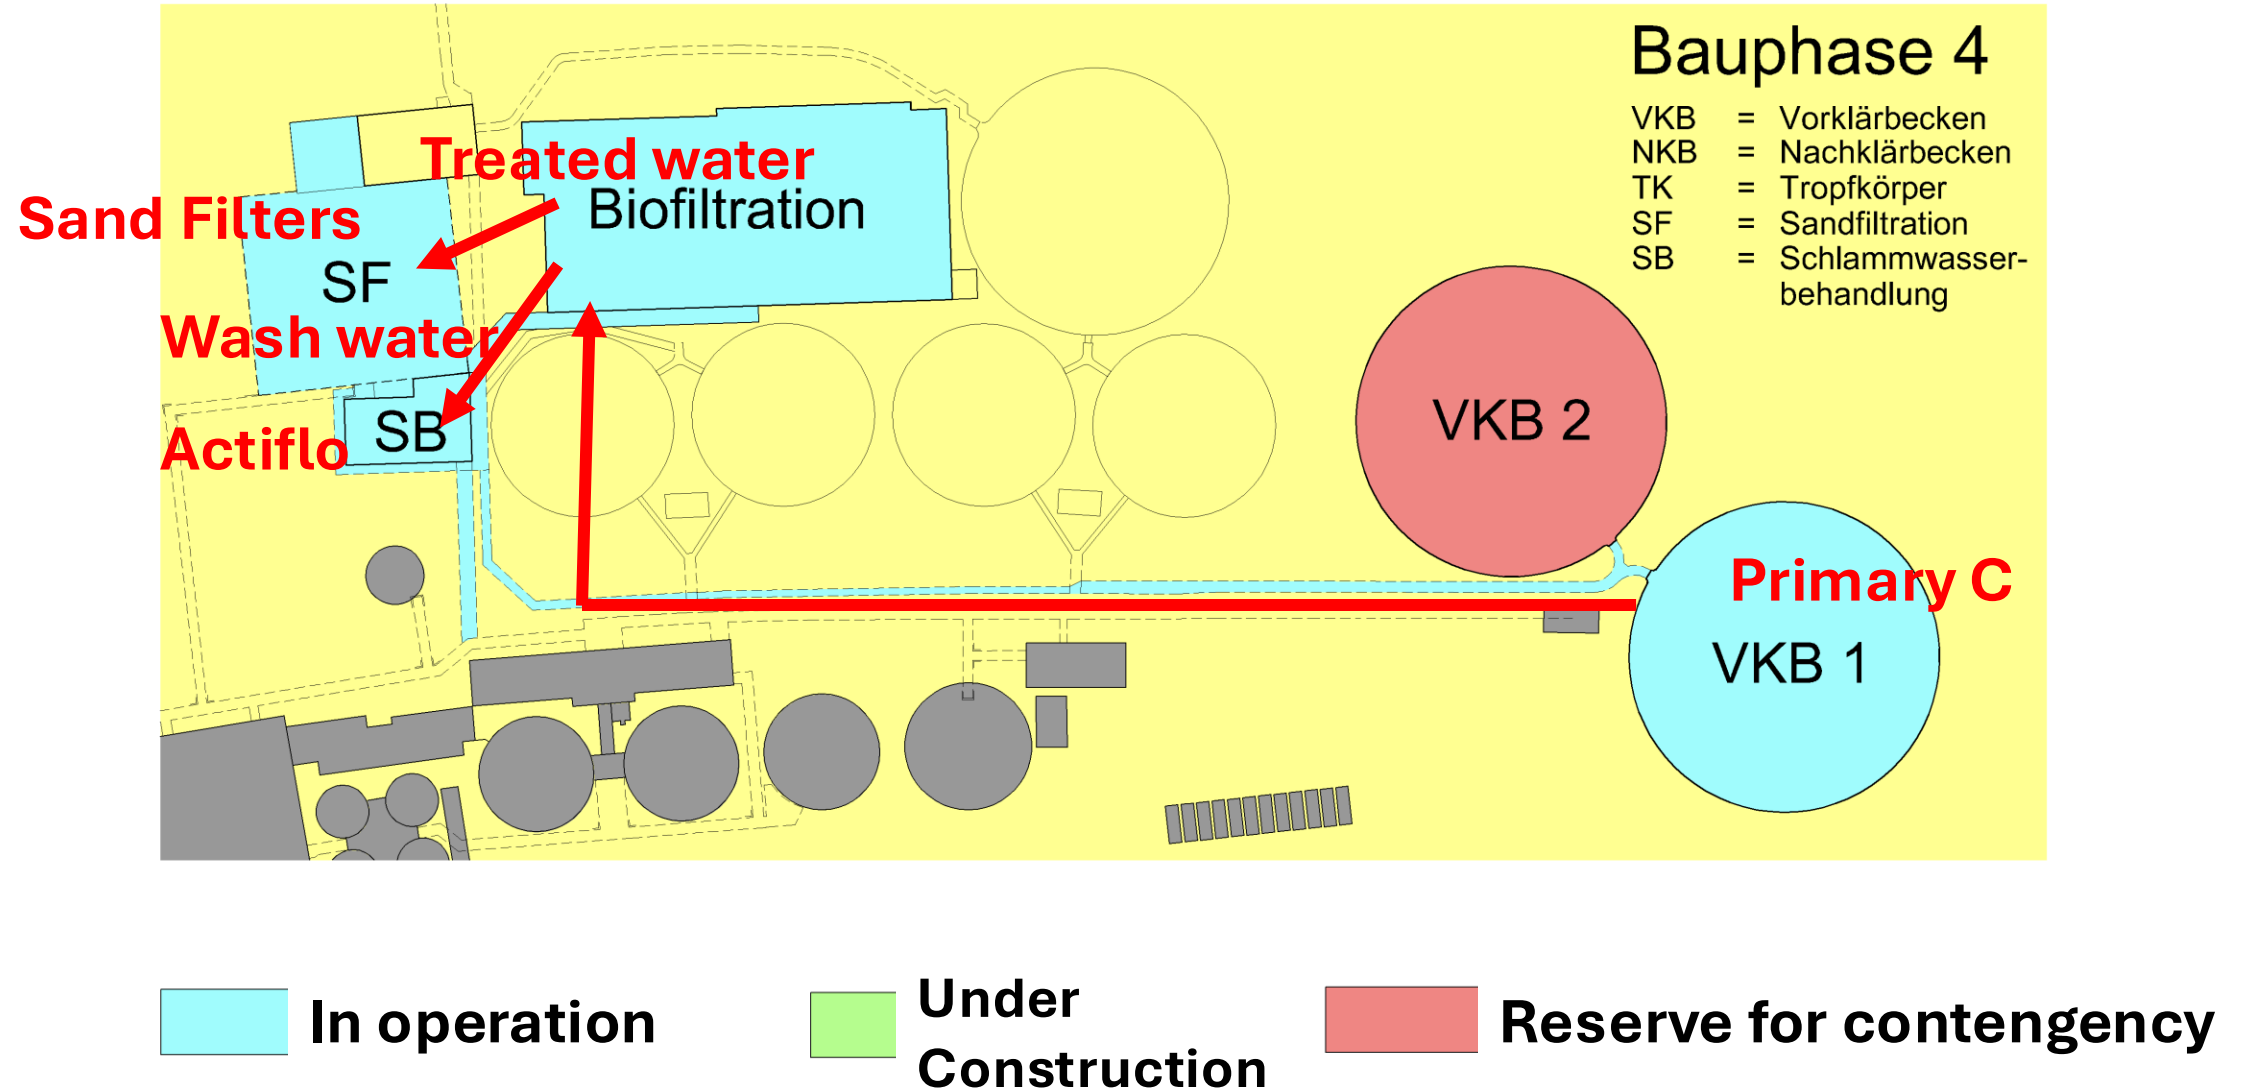 Bauphase 4
VKB = Vorklärbecken
NKB = Nachklärbecken
TK = Tropfkörper
SF = Sandfiltration
SB = Schlammwasser-
behandlung
Treated water
Biofiltration
Sand Filters
SF
Wash water
SB
Actiflo
VKB 2
Primary C
VKB 1
In operation
Under
Construction
Reserve for contengency